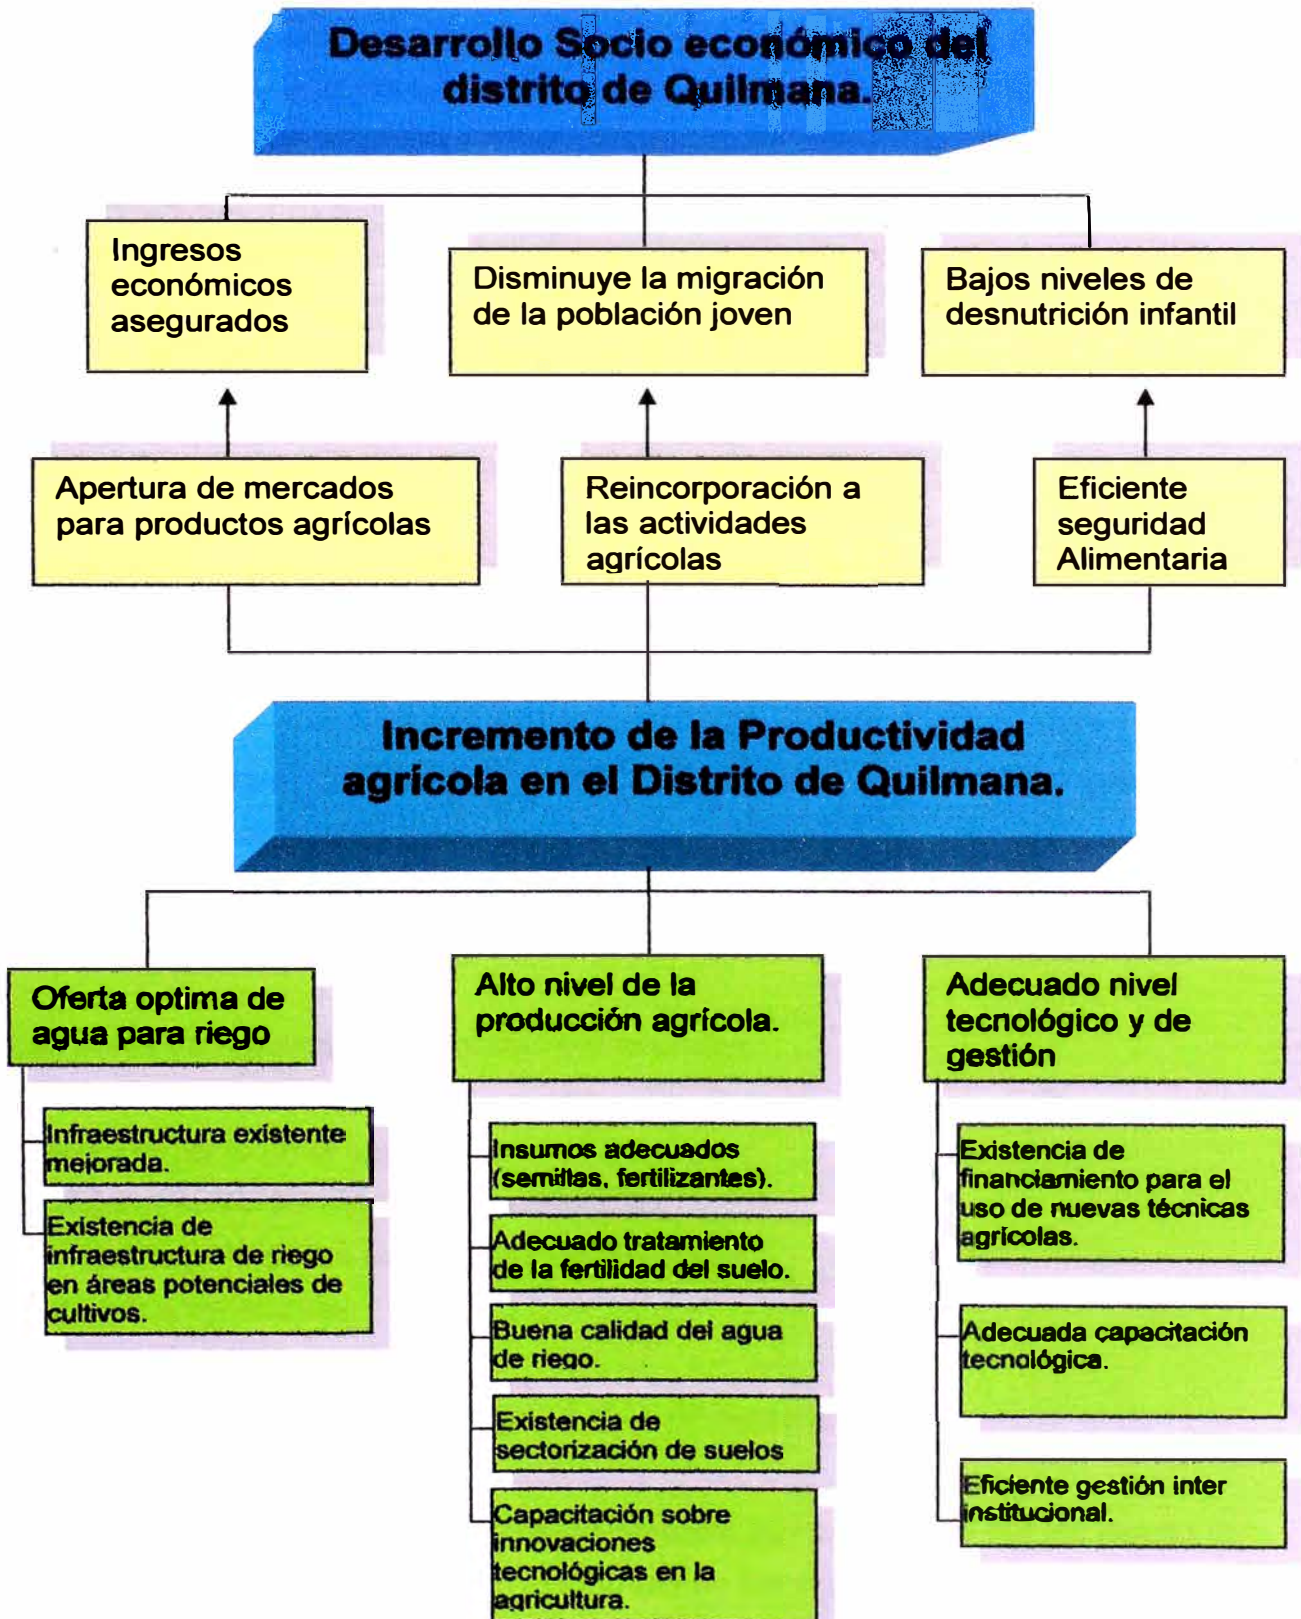 Desarrollo Socio económico del
distrito de Quilmana.
Ingresos
económicos
asegurados
Disminuye la migración
de la población joven
Bajos niveles de
desnutrición infantil
Apertura de mercados
para productos agrícolas
Reincorporación a
las actividades
agrícolas
Eficiente
seguridad
Alimentaria
Incremento de la Productividad
agrícola en el Distrito de Quilmana.
Oferta optima de
agua para riego
Infraestructura existente
mejorada.
Existencia de
infraestructura de riego
en áreas potenciales de
cultivos.
Alto nivel de la
producción agrícola.
Insumos adecuados
(semillas, fertilizantes).
Adecuado tratamiento
de la fertilidad del suelo.
Buena calidad del agua
de riego.
Existencia de
sectorización de suelos
Capacitación sobre
innovaciones
tecnológicas en la
agricultura.
Adecuado nivel
tecnológico y de
gestión
Existencia de
financiamiento para el
uso de nuevas técnicas
agrícolas.
Adecuada capacitación
tecnológica.
Eficiente gestión inter
institucional.